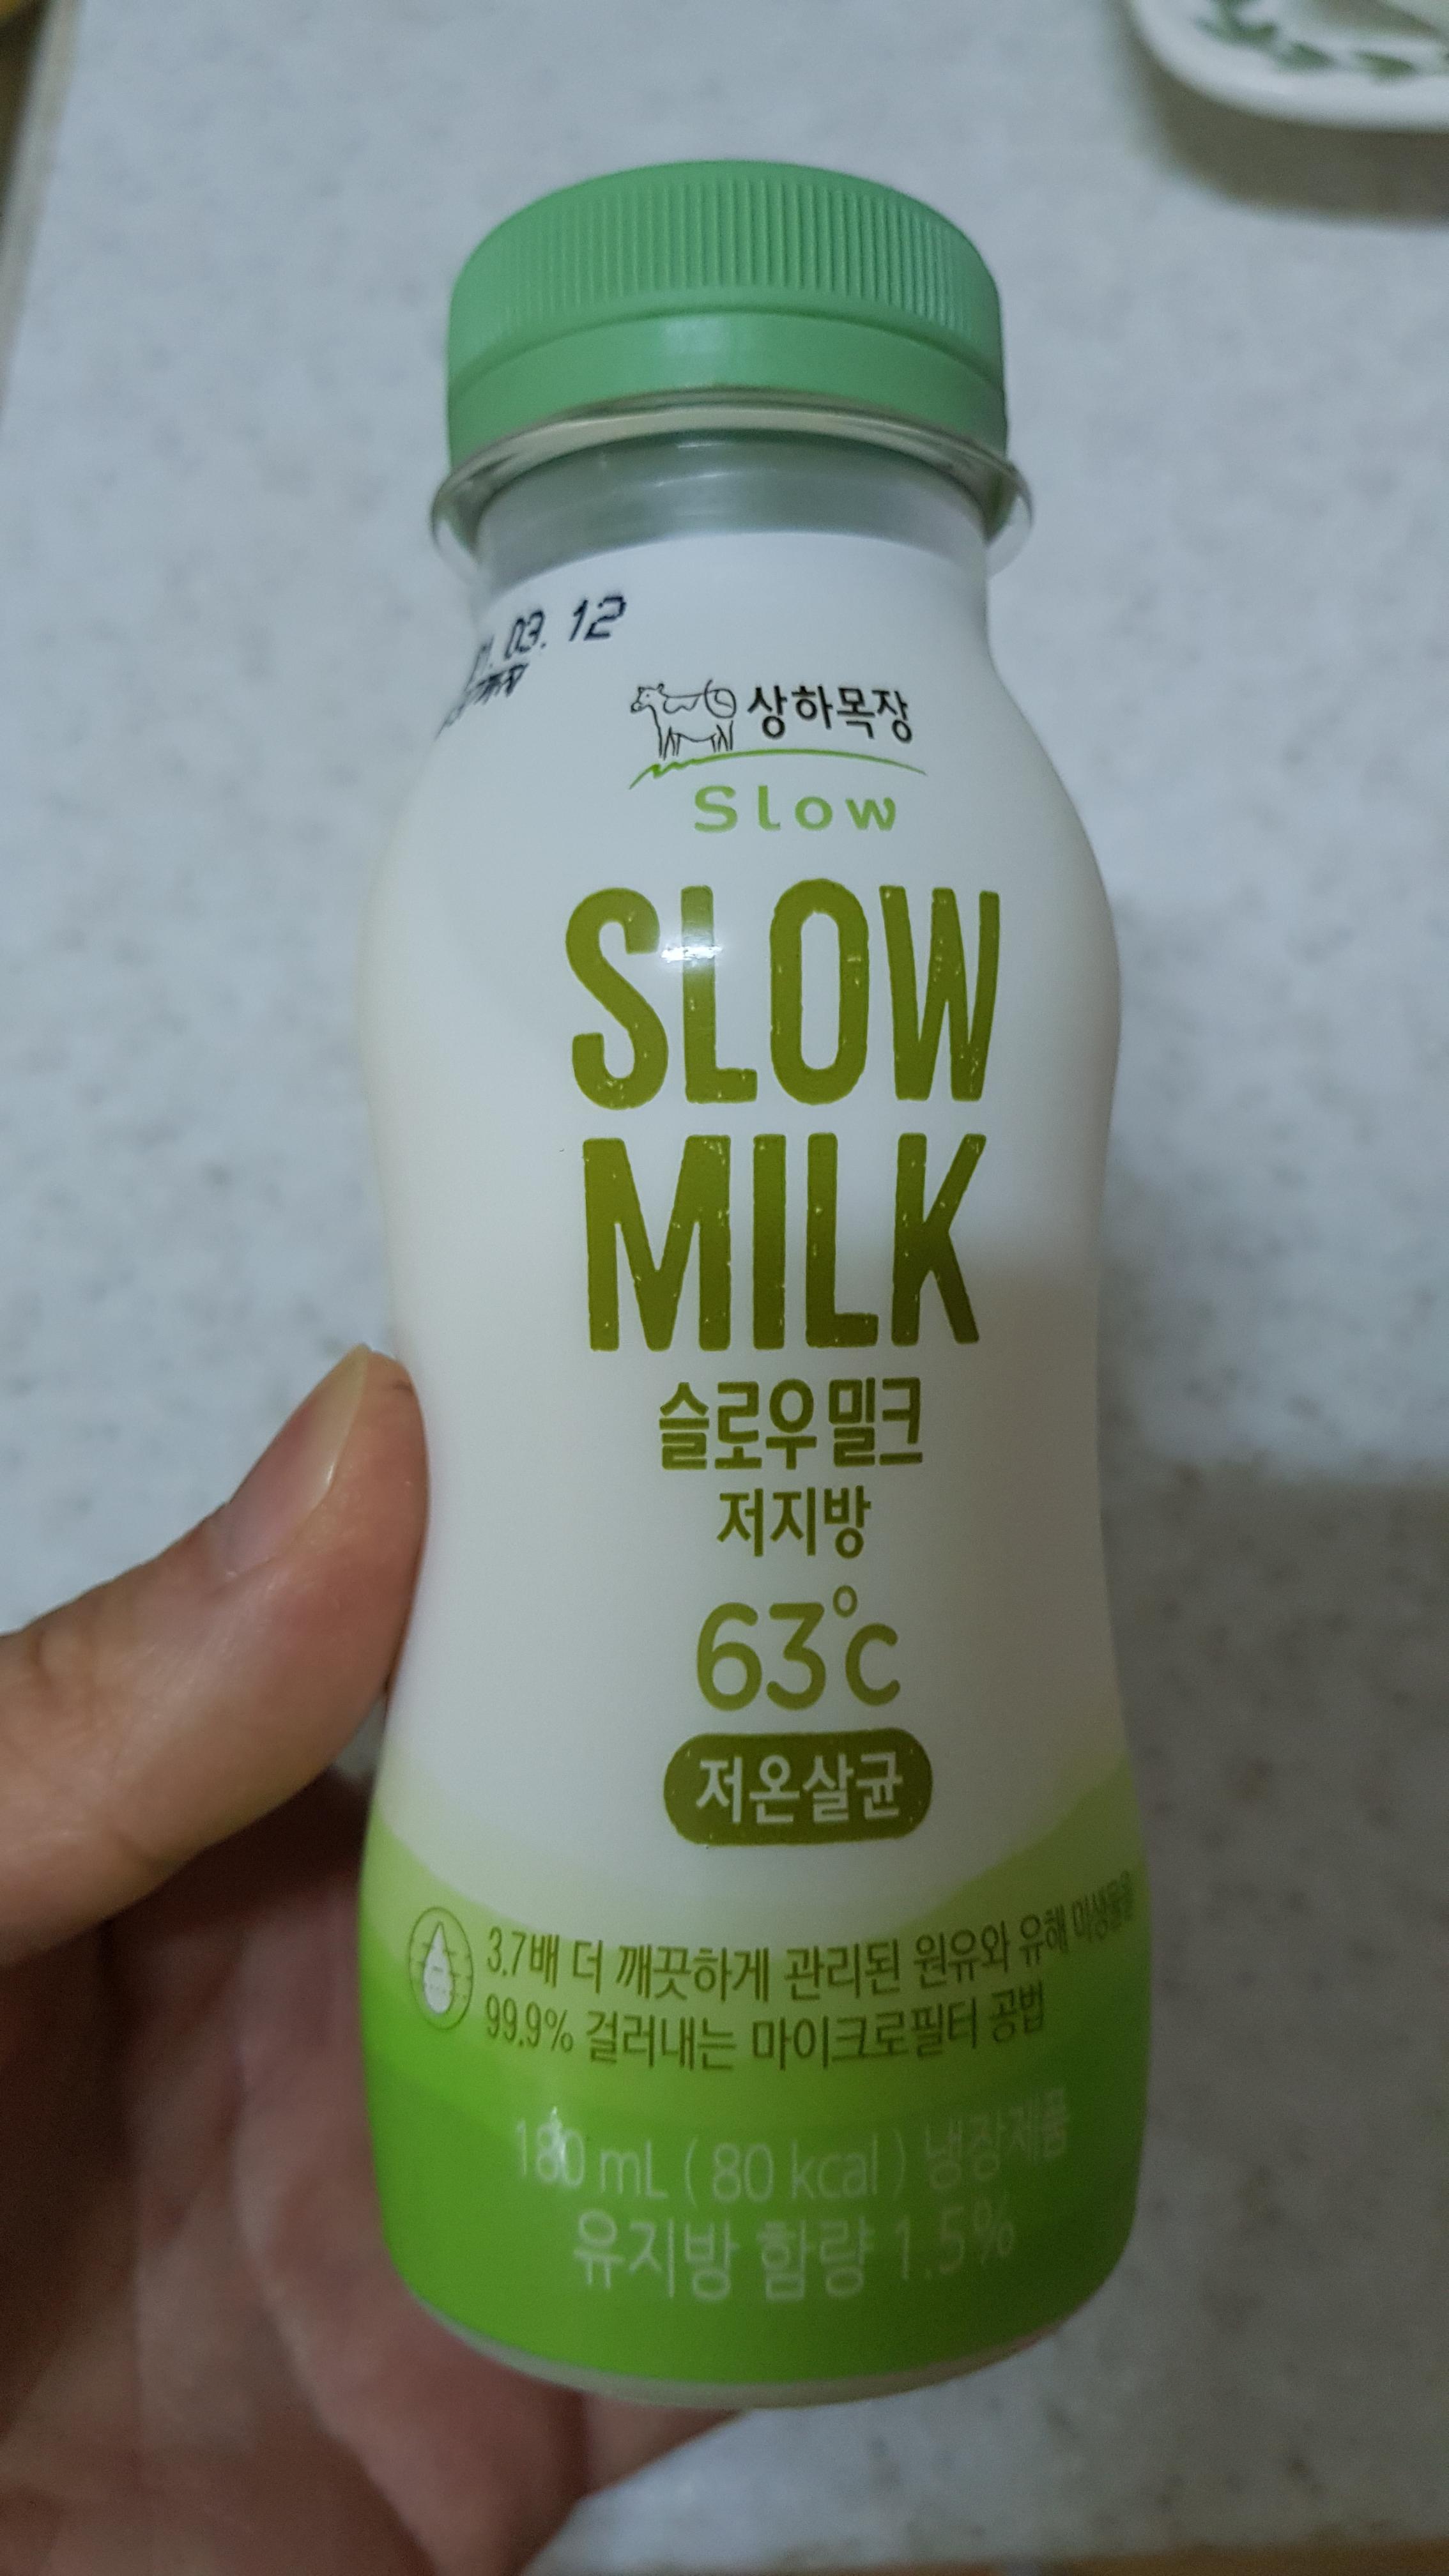 03. 12
상하목장
Slow
SLOW
MILK
슬로우밀크
저지방
63℃
저온살균
3.7배 더 깨끗하게 관리된 원유와 유해 미생물을
99.9% 걸러내는 마이크로필터 공법
180 mL ( 80 kcal ) 냉장제품
유지방 함량 1.5%